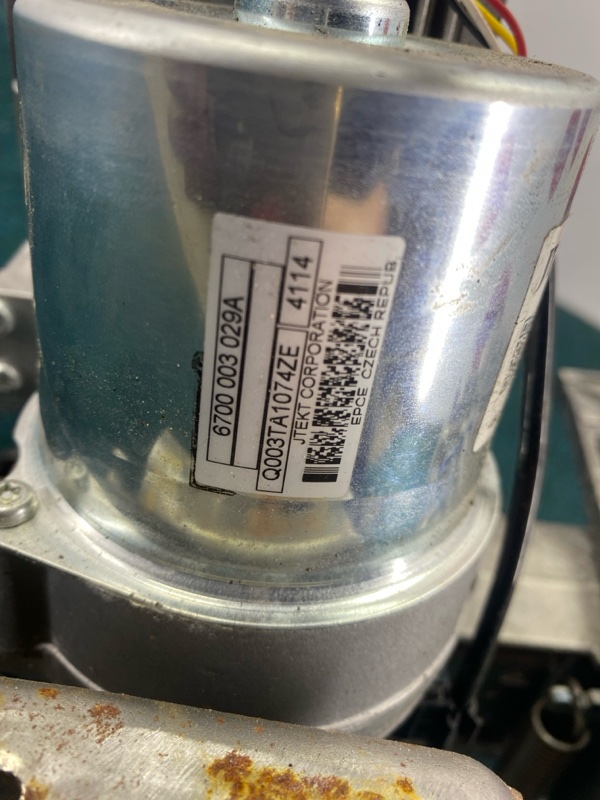 6700 003 029A
Q003TA1074ZE 4114
JTEKT CORPORATION
EPCE CZECH REPUB